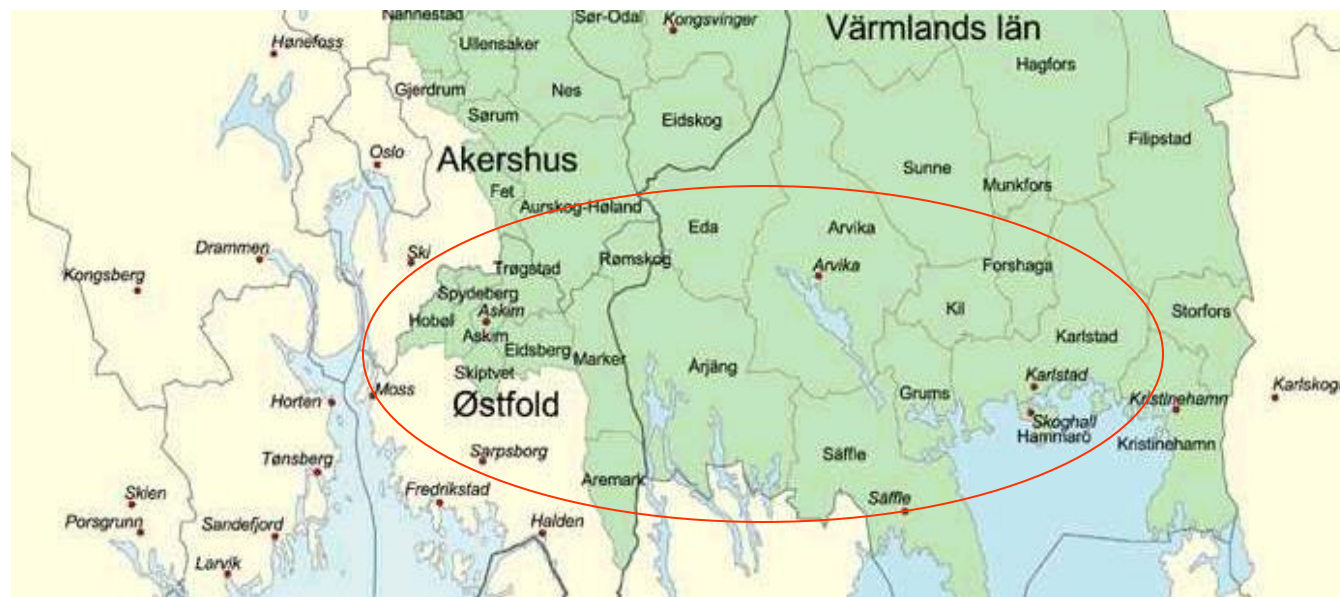 Nannestad
Sør-Odal
Kongsvinger
Värmlands län
Hønefoss
Ullensaker
Hagfors
Gjerdrum
Nes
Sørum
Eidskog
Filipstad
Oslo
Akershus
Sunne
Munkfors
Fet
Aurskog-Høland
Eda
Arvika
Drammen
Ski
Rømskog
Trøgstad
Arvika
Forshaga
Kongsberg
Spydeberg
Askim
Hobøl
Askim
Kil
Storfors
Eidsberg
Marker
Karlstad
Årjäng
Skiptvet
Karlstad
Grums
Moss
Horten
Østfold
Kristinehamn
Karlskoga
Skoghall
Hammarö
Kristinehamn
Sarpsborg
Säffle
Tønsberg
Aremark
Skien
Fredrikstad
Säffle
Porsgrunn
Sandefjord
Halden
Larvik